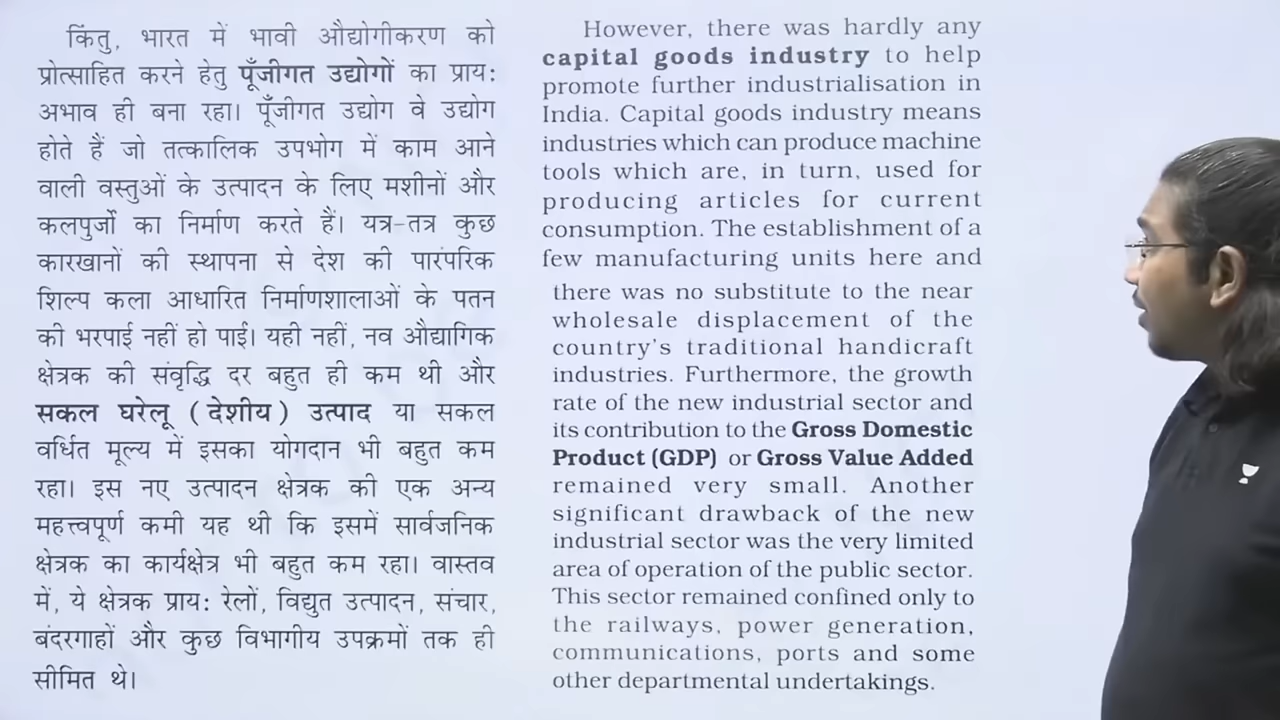 किंतु, भारत में भावी औद्योगीकरण को
प्रोत्साहित करने हेतु पूँजीगत उद्योगों का प्राय:
अभाव ही बना रहा। पूँजीगत उद्योग वे उद्योग
होते हैं जो तत्कालिक उपभोग में काम आने
वाली वस्तुओं के उत्पादन के लिए मशीनों और
कलपुर्जो का निर्माण करते हैं। यत्र-तत्र कुछ
कारखानों की स्थापना से देश की पारंपरिक
शिल्प कला आधारित निर्माणशालाओं के पतन
की भरपाई नहीं हो पाई। यही नहीं, नव औद्यागिक
क्षेत्रक की संवृद्धि दर बहुत ही कम थी और
सकल घरेलू (देशीय) उत्पाद या सकल
वर्धित मूल्य में इसका योगदान भी बहुत कम
रहा। इस नए उत्पादन क्षेत्रक की एक अन्य
महत्त्वपूर्ण कमी यह थी कि इसमें सार्वजनिक
क्षेत्रक का कार्यक्षेत्र भी बहुत कम रहा। वास्तव
में, ये क्षेत्रक प्राय: रेलों, विद्युत उत्पादन, संचार,
बंदरगाहों और कुछ विभागीय उपक्रमों तक ही
सीमित थे।
However, there was hardly any
capital goods industry to help
promote further industrialisation in
India. Capital goods industry means
industries which can produce machine
tools which are, in turn, used for
producing articles for current
consumption. The establishment of a
few manufacturing units here and
there was no substitute to the near
wholesale displacement of the
country's traditional handicraft
industries. Furthermore, the growth
rate of the new industrial sector and
its contribution to the Gross Domestic
Product (GDP) or Gross Value Added
remained very small. Another
significant drawback of the new
industrial sector was the very limited
area of operation of the public sector.
This sector remained confined only to
the railways, power generation,
communications, ports and some
other departmental undertakings.